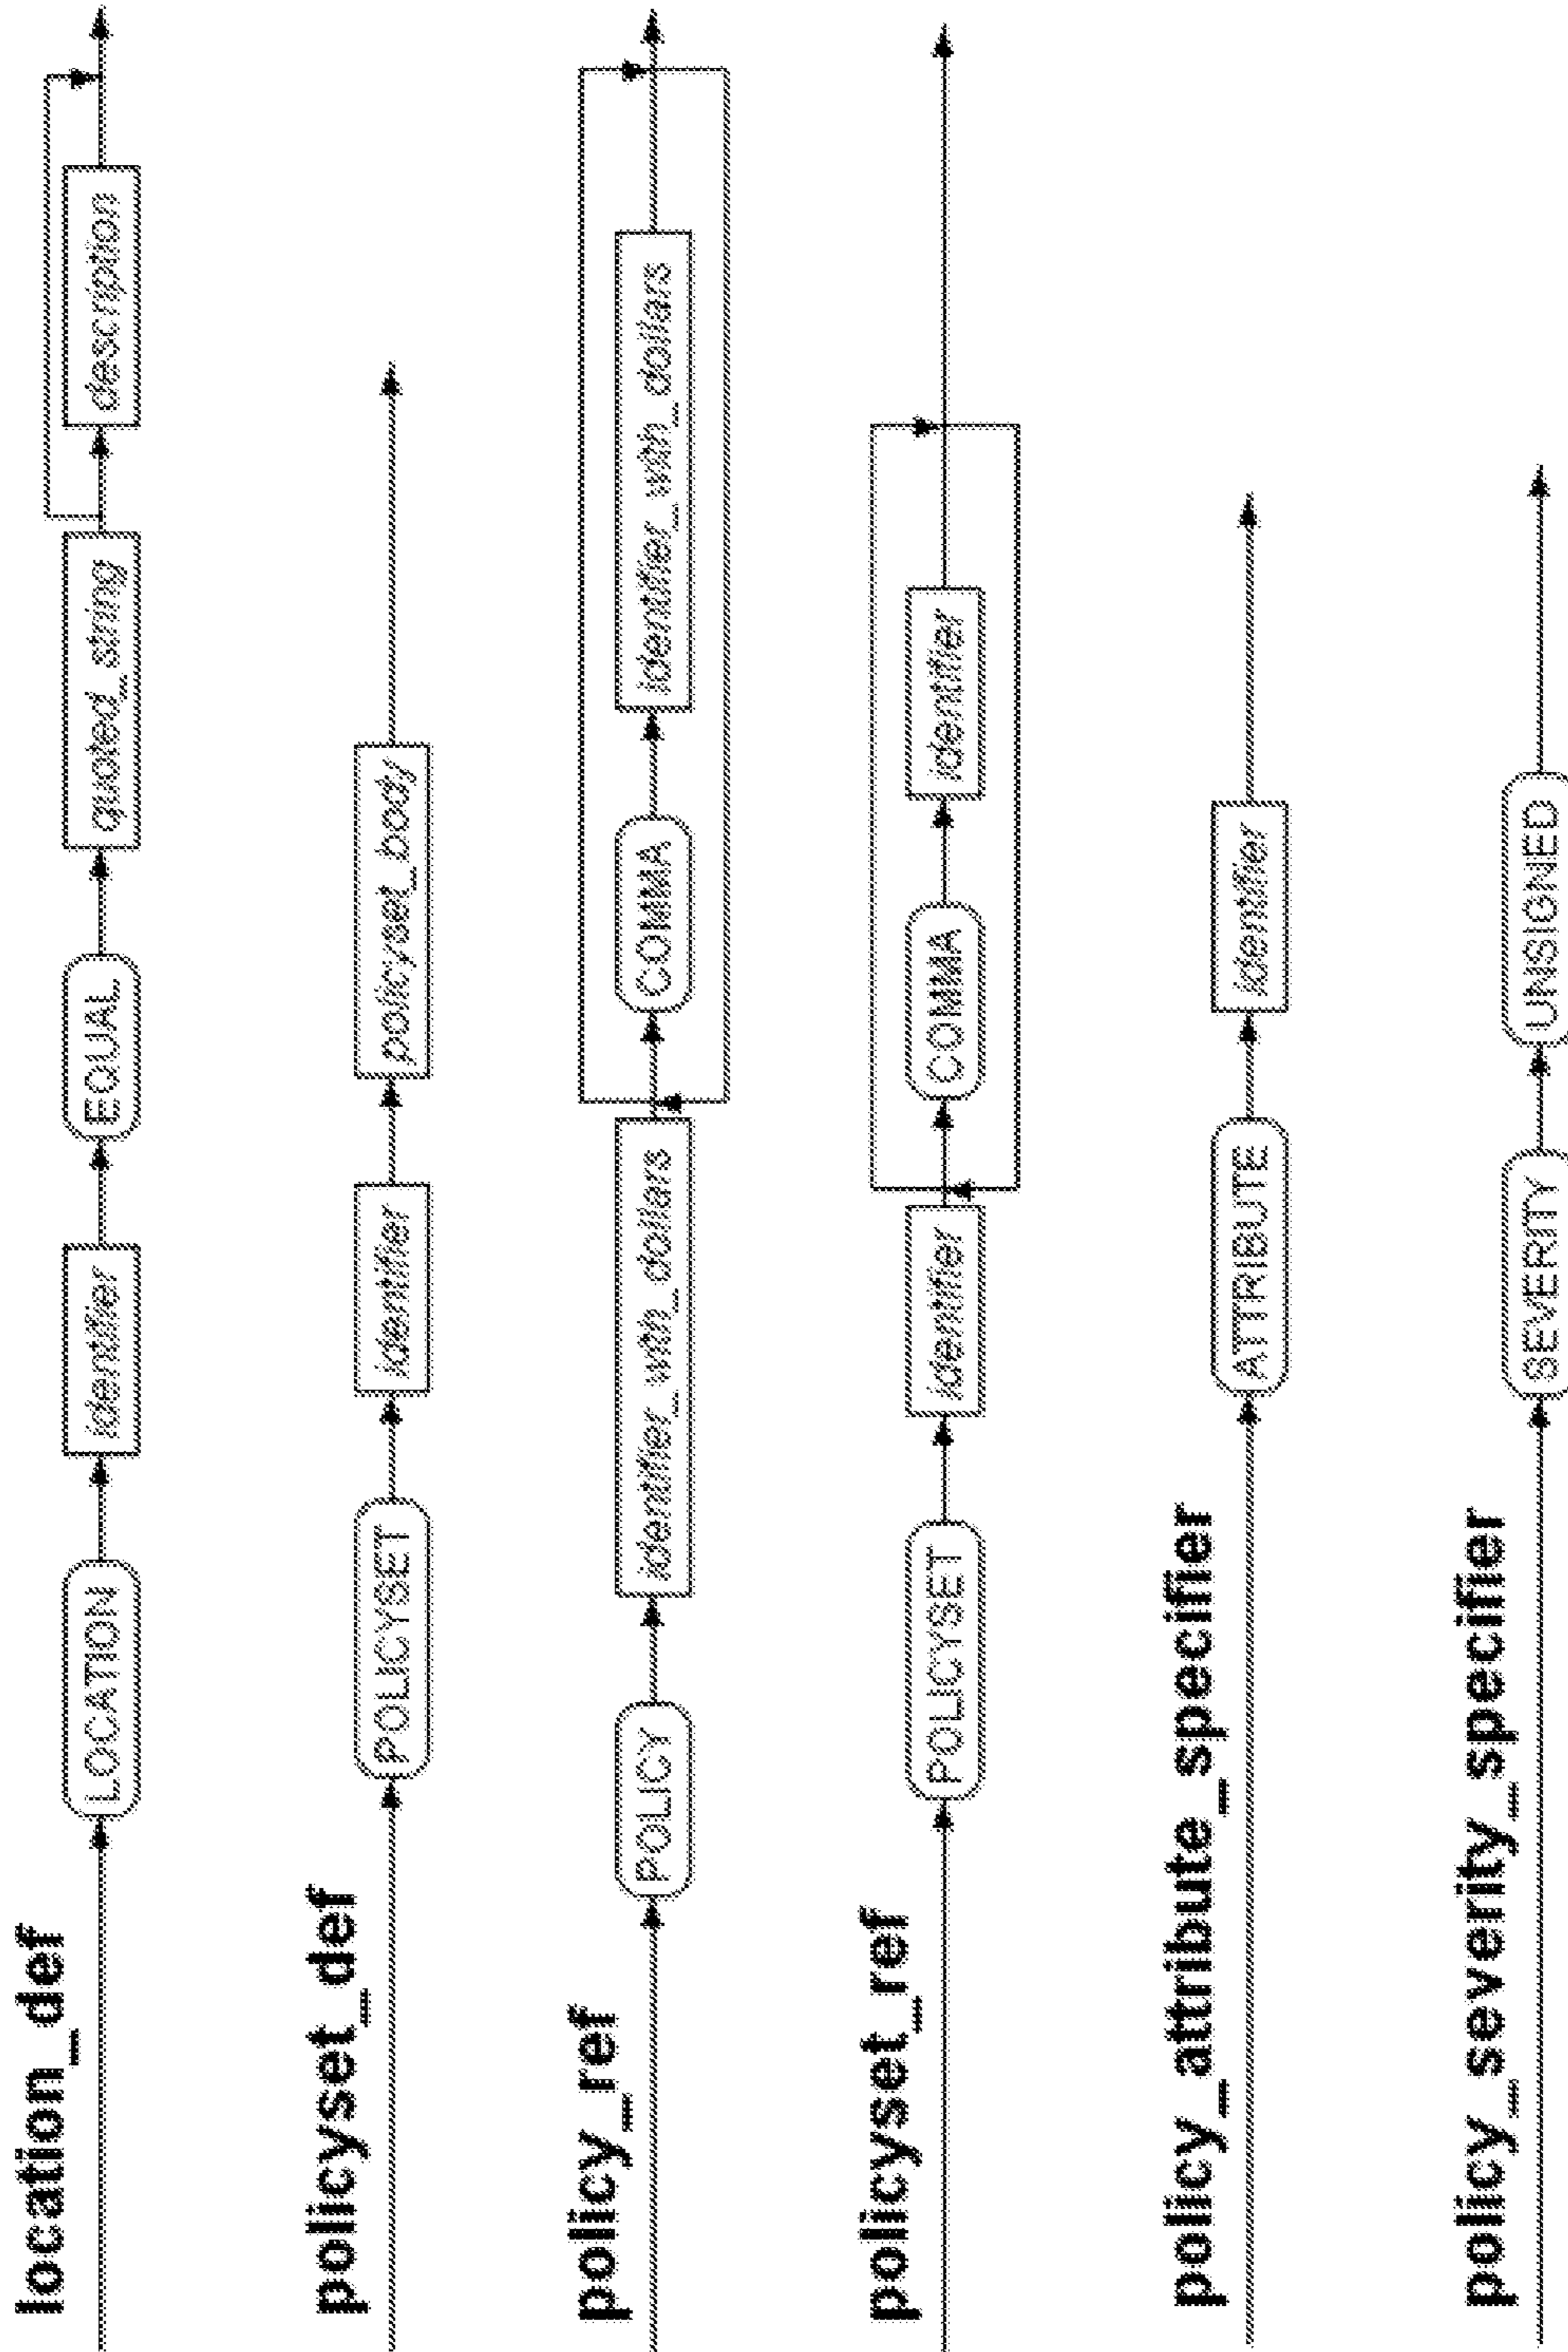 location_def
LOCATION identifier EQUAL quoted_string description
policyset_def
POLICYSET identifier policyset_body
policy_ref
POLICY identifier_with_dollars COMMA identifier_with_dollars
policyset_ref
POLICYSET identifier COMMA identifier
policy_attribute_specifier
ATTRIBUTE identifier
policy_severity_specifier
SEVERITY UNSIGNED